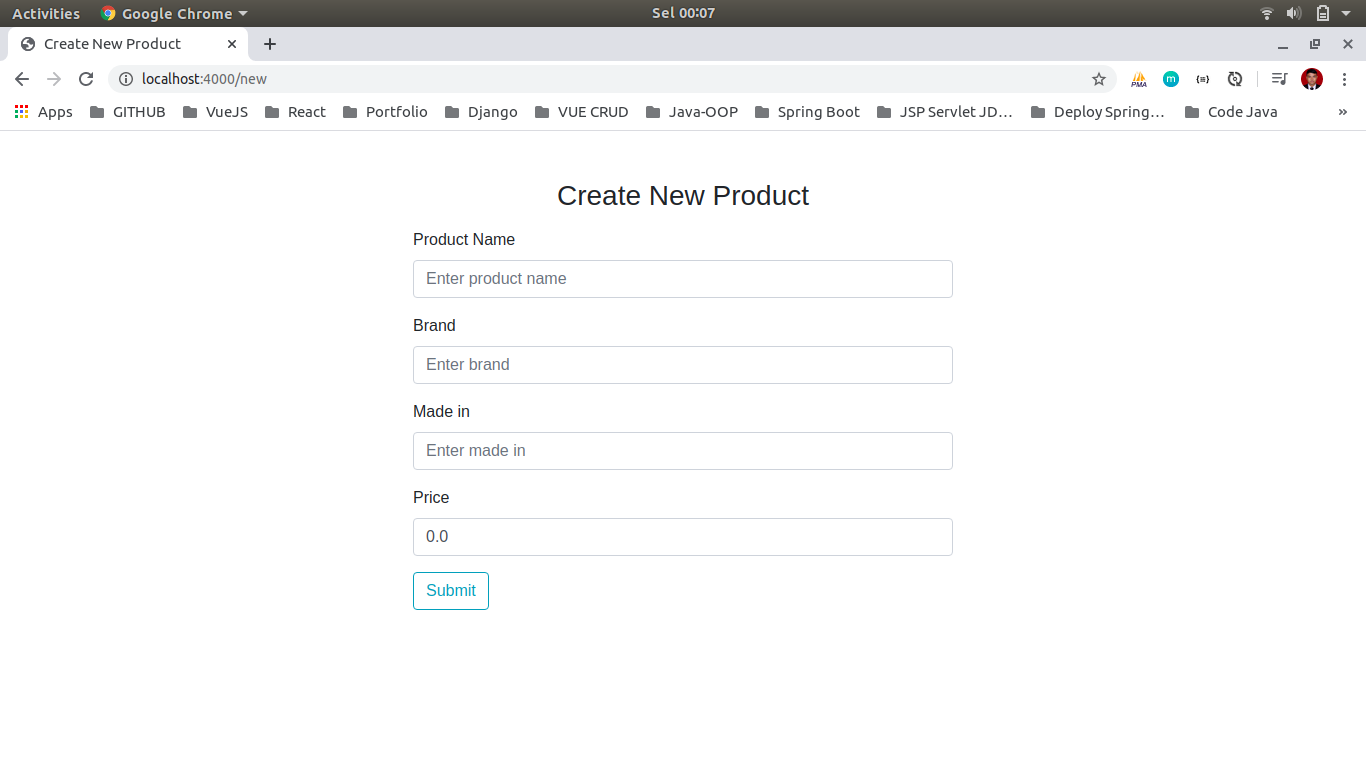 Activities Google Chrome Sel 00:07
Create New Product
localhost:4000/new PMA m {≡}
Apps GITHUB VueJS React Portfolio Django VUE CRUD Java-OOP Spring Boot JSP Servlet JD... Deploy Spring... Code Java »
Create New Product
Product Name
Enter product name
Brand
Enter brand
Made in
Enter made in
Price
0.0
Submit